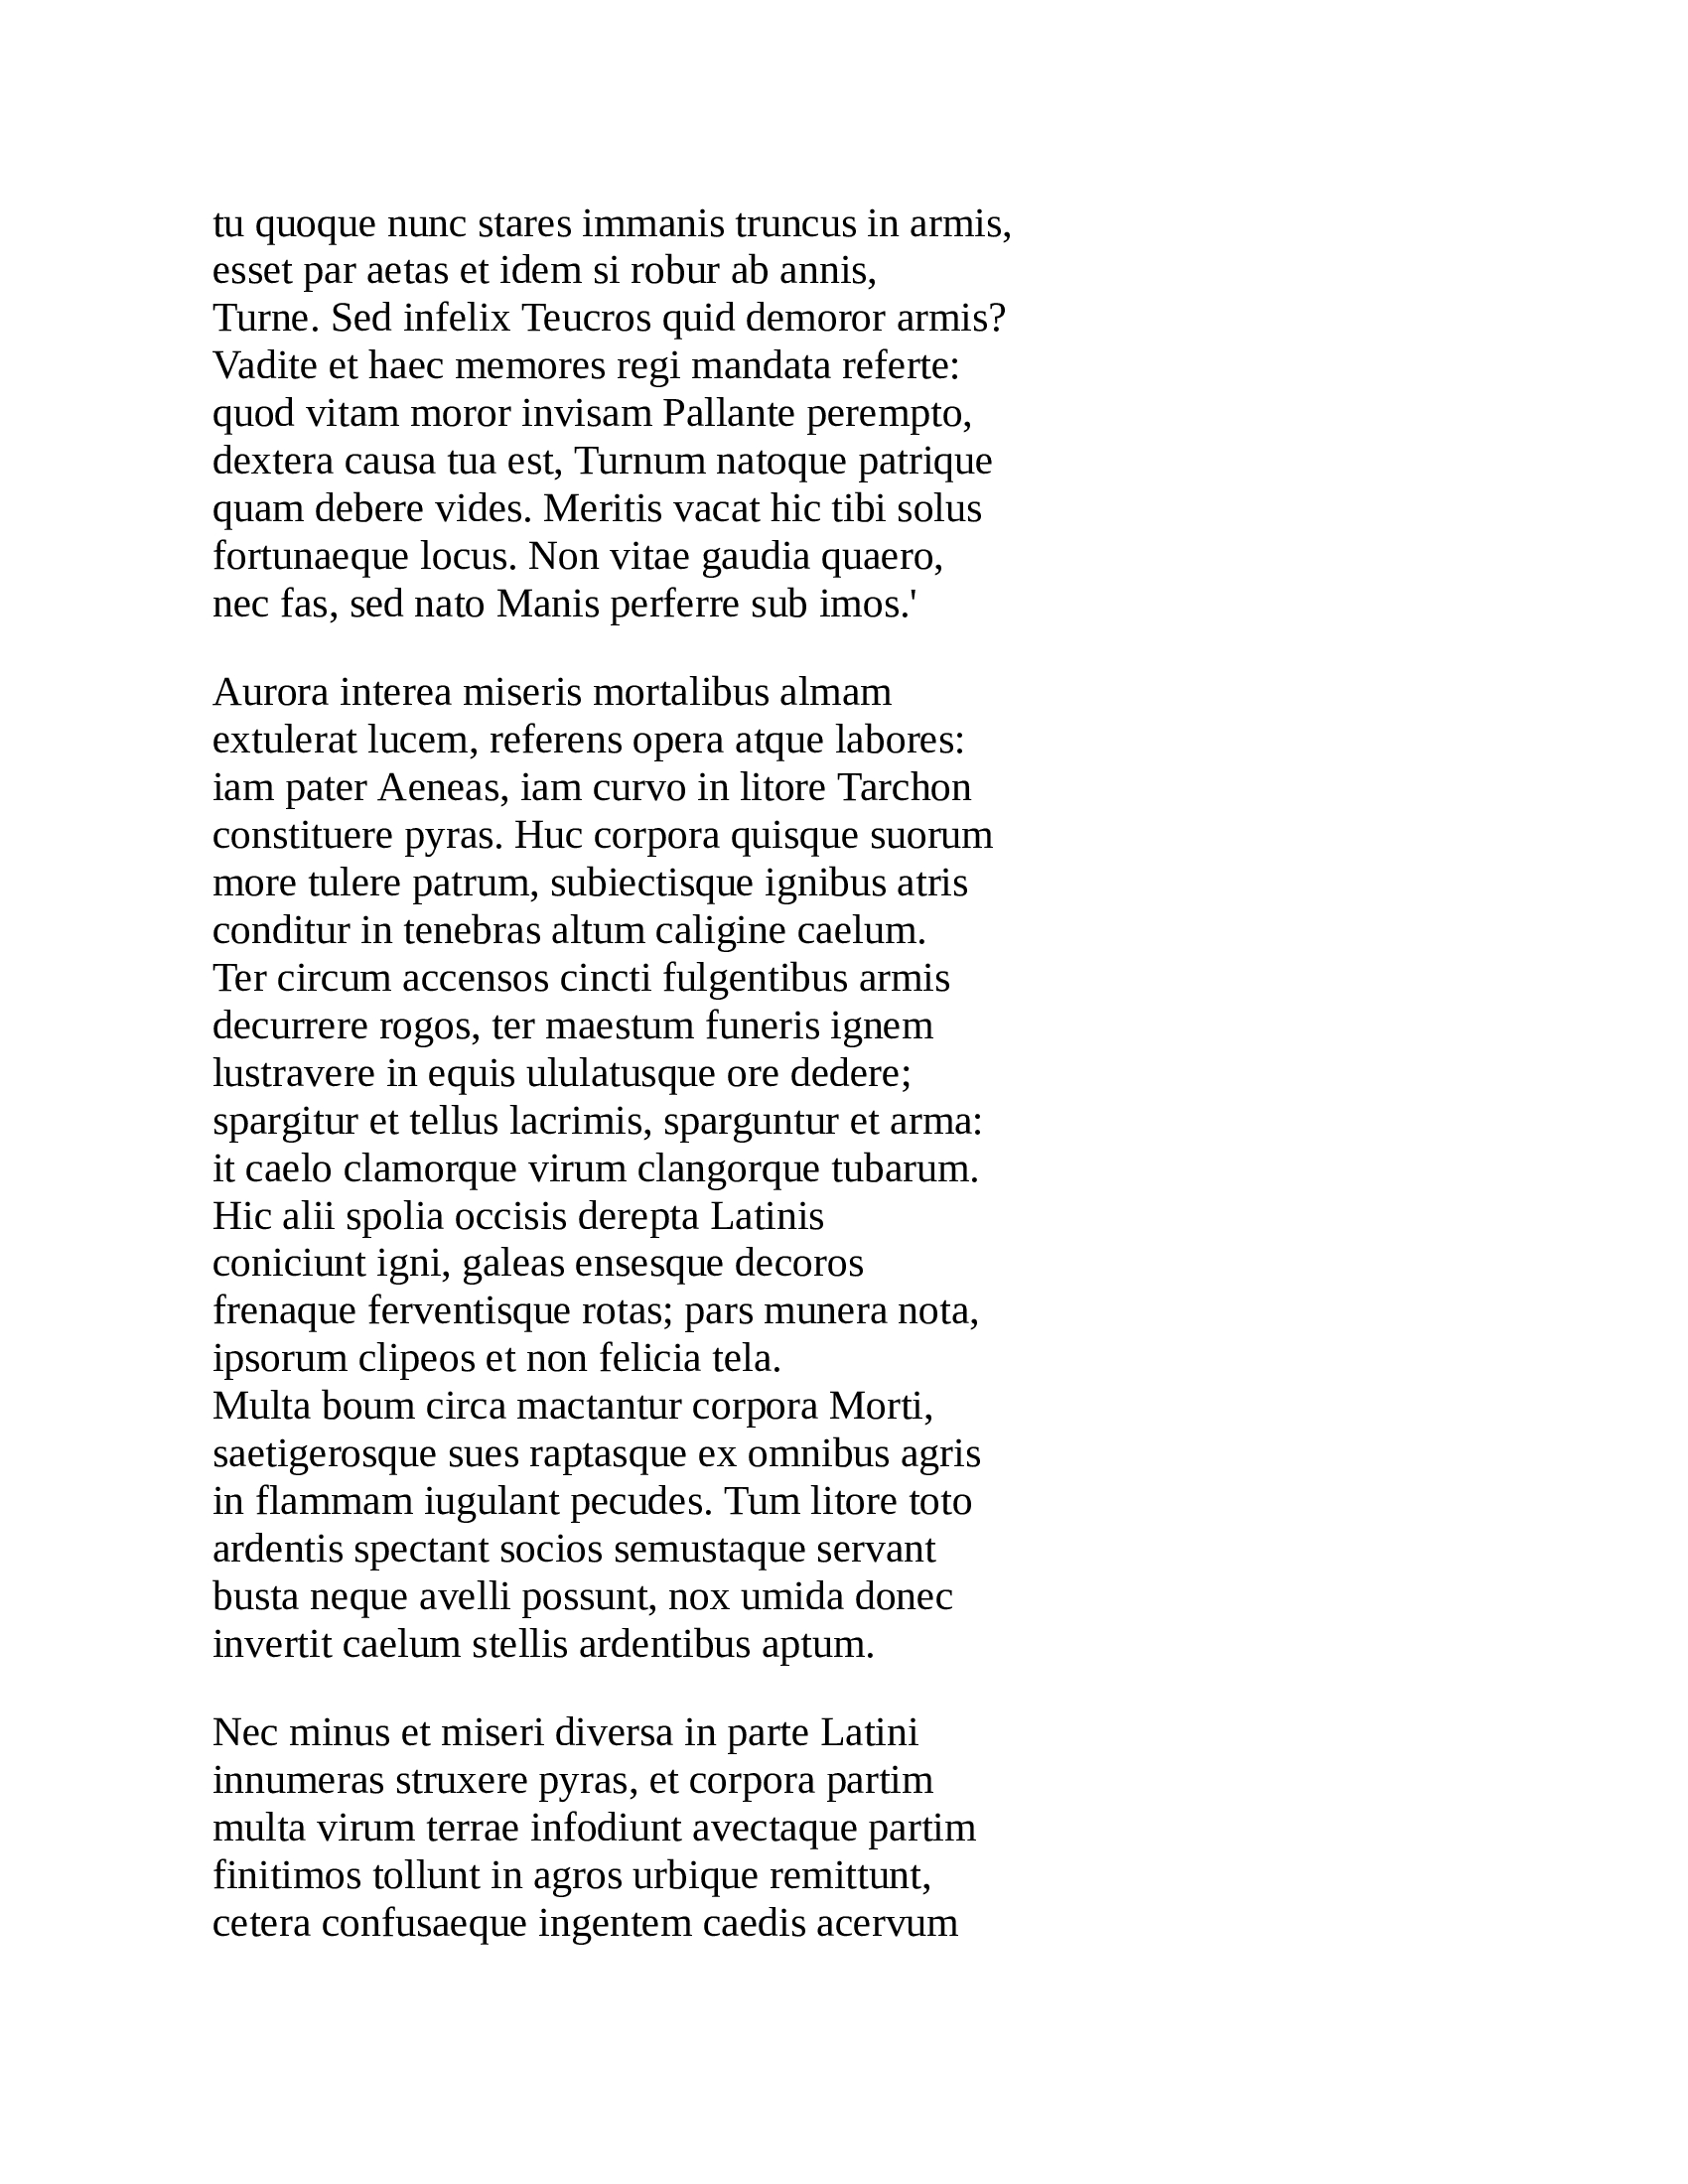 tu quoque nunc stares immanis truncus in armis,
esset par aetas et idem si robur ab annis,
Turne. Sed infelix Teucros quid demoror armis?
Vadite et haec memores regi mandata referte:
quod vitam moror invisam Pallante perempto,
dextera causa tua est, Turnum natoque patrique
quam debere vides. Meritis vacat hic tibi solus
fortunaeque locus. Non vitae gaudia quaero,
nec fas, sed nato Manis perferre sub imos.'

Aurora interea miseris mortalibus almam
extulerat lucem, referens opera atque labores:
iam pater Aeneas, iam curvo in litore Tarchon
constituere pyras. Huc corpora quisque suorum
more tulere patrum, subiectisque ignibus atris
conditur in tenebras altum caligine caelum.
Ter circum accensos cincti fulgentibus armis
decurrere rogos, ter maestum funeris ignem
lustravere in equis ululatusque ore dedere;
spargitur et tellus lacrimis, sparguntur et arma:
it caelo clamorque virum clangorque tubarum.
Hic alii spolia occisis derepta Latinis
coniciunt igni, galeas ensesque decoros
frenaque ferventisque rotas; pars munera nota,
ipsorum clipeos et non felicia tela.
Multa boum circa mactantur corpora Morti,
saetigerosque sues raptasque ex omnibus agris
in flammam iugulant pecudes. Tum litore toto
ardentis spectant socios semustaque servant
busta neque avelli possunt, nox umida donec
invertit caelum stellis ardentibus aptum.

Nec minus et miseri diversa in parte Latini
innumeras struxere pyras, et corpora partim
multa virum terrae infodiunt avectaque partim
finitimos tollunt in agros urbique remittunt,
cetera confusaeque ingentem caedis acervum